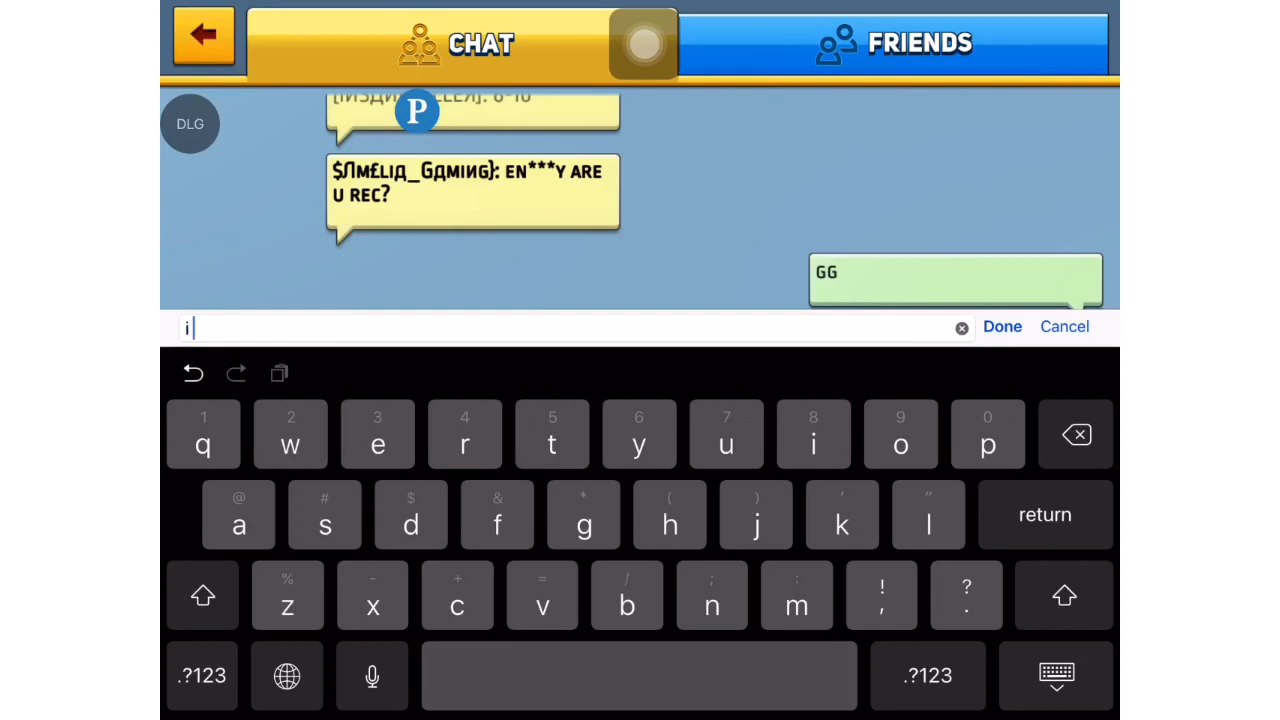 CHAT
FRIENDS
DLG
P
$ЛM£LIД_GДMIИG}: EN***Y ARE
U REC?
GG
i
Done
Cancel
1 2 3 4 5 6 7 8 9 0
q w e r t y u i o p
@ # $ & * ( ) ' "
a s d f g h j k l return
% - + = / ; : ! ?
z x c v b n m , .
.?123 .?123